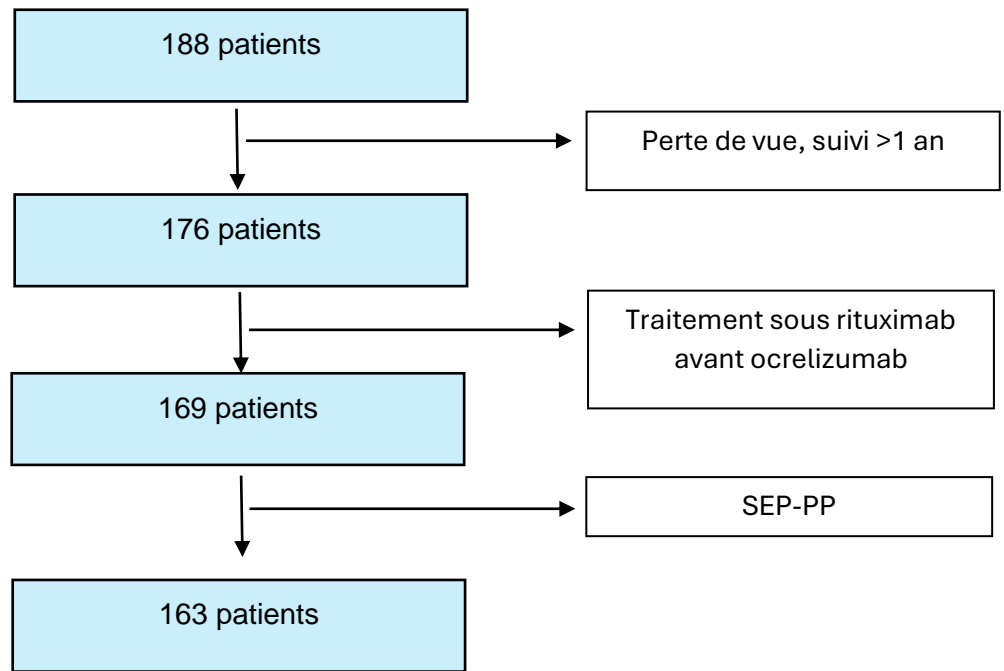 188 patients
Perte de vue, suivi >1 an
176 patients
Traitement sous rituximab
avant ocrelizumab
169 patients
SEP-PP
163 patients